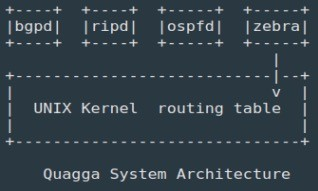 +----+ +----+ +-----+ +-----+
|bgpd| |ripd| |ospfd| |zebra|
+----+ +----+ +-----+ +-----+
|
+---------------------------|--+
| v |
| UNIX Kernel routing table |
| |
+------------------------------+
Quagga System Architecture